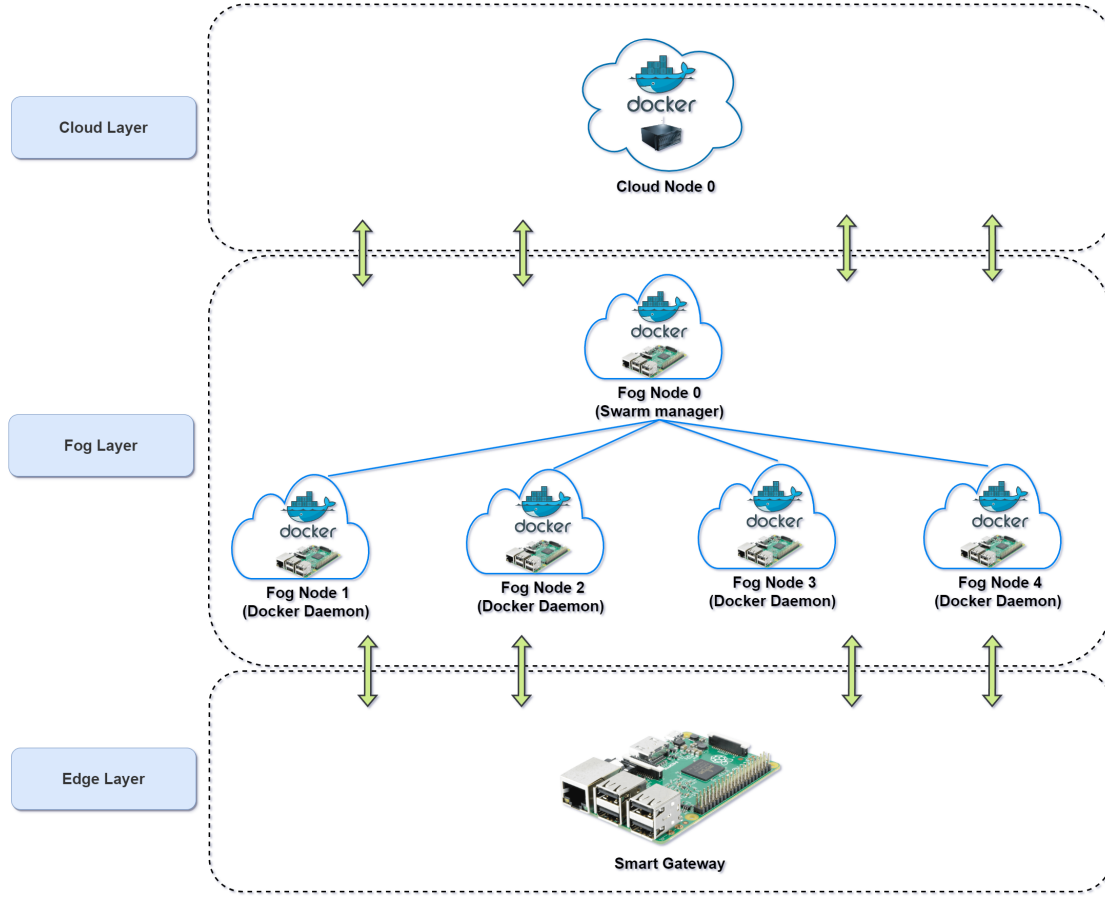 Cloud Layer
docker
Cloud Node 0
Fog Layer
docker
Fog Node 0
(Swarm manager)
docker
Fog Node 1
(Docker Daemon)
docker
Fog Node 2
(Docker Daemon)
docker
Fog Node 3
(Docker Daemon)
docker
Fog Node 4
(Docker Daemon)
Edge Layer
Smart Gateway